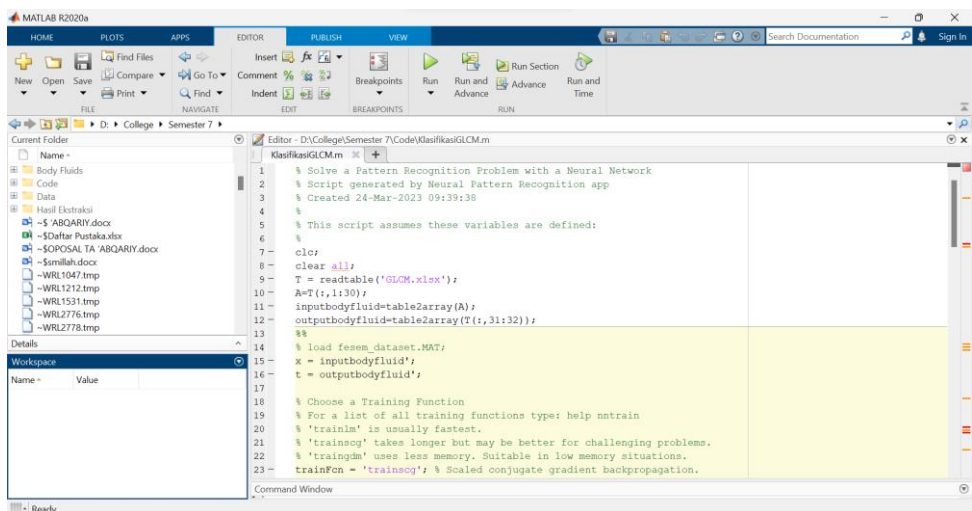 MATLAB R2020a
HOME PLOTS APPS EDITOR PUBLISH VIEW Search Documentation Sign In
New Open Save Find Files Compare Print
Go To Find
Insert fx Comment % Indent
Breakpoints
Run Run and Advance Run Section Advance Run and Time
FILE NAVIGATE EDIT BREAKPOINTS RUN
D: College Semester 7
Current Folder
Name
Body Fluids
Code
Data
Hasil Ekstraksi
~$ 'ABQARIY.docx
~$Daftar Pustaka.xlsx
~$OPOSAL TA 'ABQARIY.docx
~$smillah.docx
~WRL1047.tmp
~WRL1212.tmp
~WRL1531.tmp
~WRL2776.tmp
~WRL2778.tmp
Details
Workspace
Name Value
Editor - D:\College\Semester 7\Code\KlasifikasiGLCM.m
KlasifikasiGLCM.m
1 % Solve a Pattern Recognition Problem with a Neural Network
2 % Script generated by Neural Pattern Recognition app
3 % Created 24-Mar-2023 09:39:38
4 %
5 % This script assumes these variables are defined:
6 %
7 - clc;
8 - clear all;
9 - T = readtable('GLCM.xlsx');
10 - A=T(:,1:30);
11 - inputbodyfluid=table2array(A);
12 - outputbodyfluid=table2array(T(:,31:32));
13 %%
14 % load fesem_dataset.MAT;
15 - x = inputbodyfluid';
16 - t = outputbodyfluid';
17
18 % Choose a Training Function
19 % For a list of all training functions type: help nntrain
20 % 'trainlm' is usually fastest.
21 % 'trainscg' takes longer but may be better for challenging problems.
22 % 'traingdm' uses less memory. Suitable in low memory situations.
23 - trainFcn = 'trainscg'; % Scaled conjugate gradient backpropagation.
Command Window
Ready